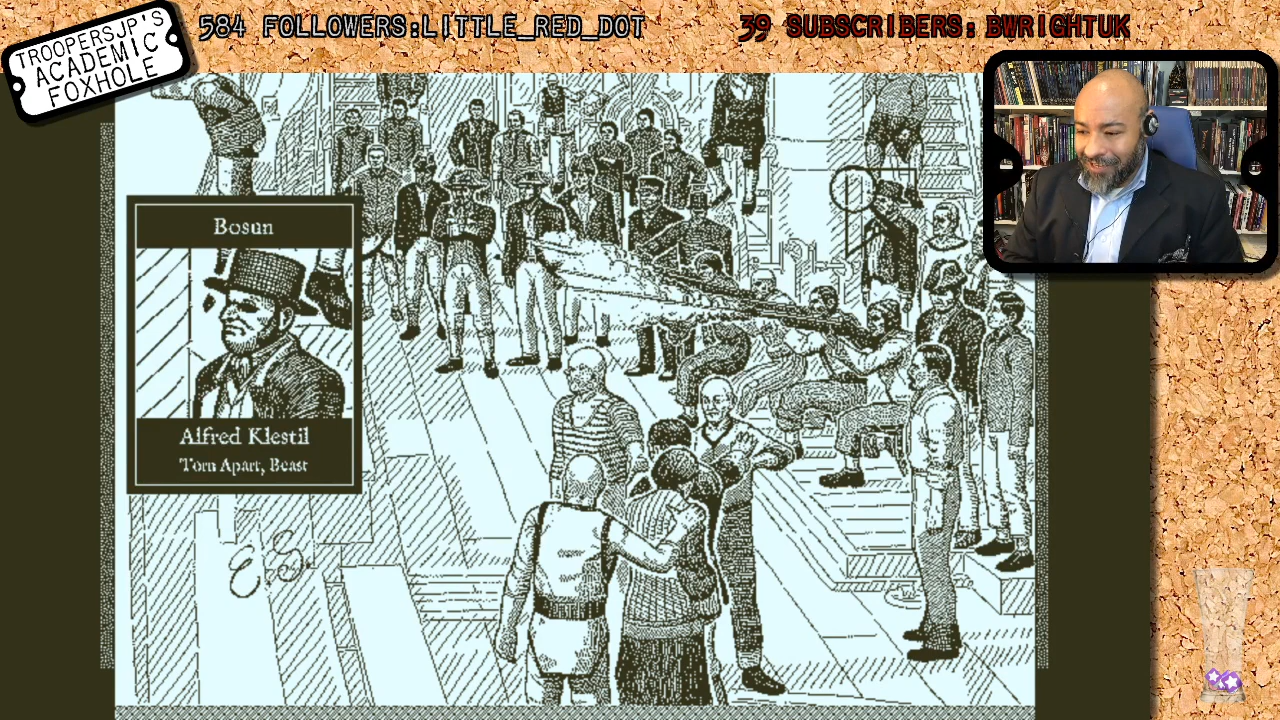 TROOPERSJP'S
ACADEMIC
FOXHOLE
584 FOLLOWERS:LITTLE_RED_DOT
39 SUBSCRIBERS: BWRIGHTUK
Bosun
Alfred Klestil
Torn Apart, Beast
E.S.